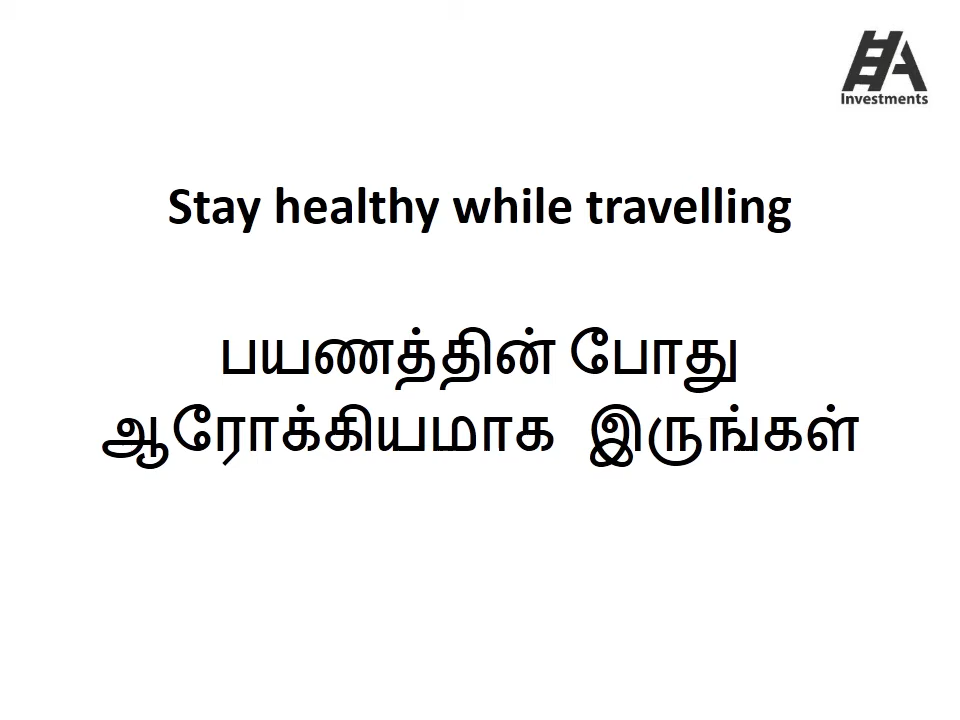 Investments
Stay healthy while travelling
பயணத்தின் போது
ஆரோக்கியமாக இருங்கள்